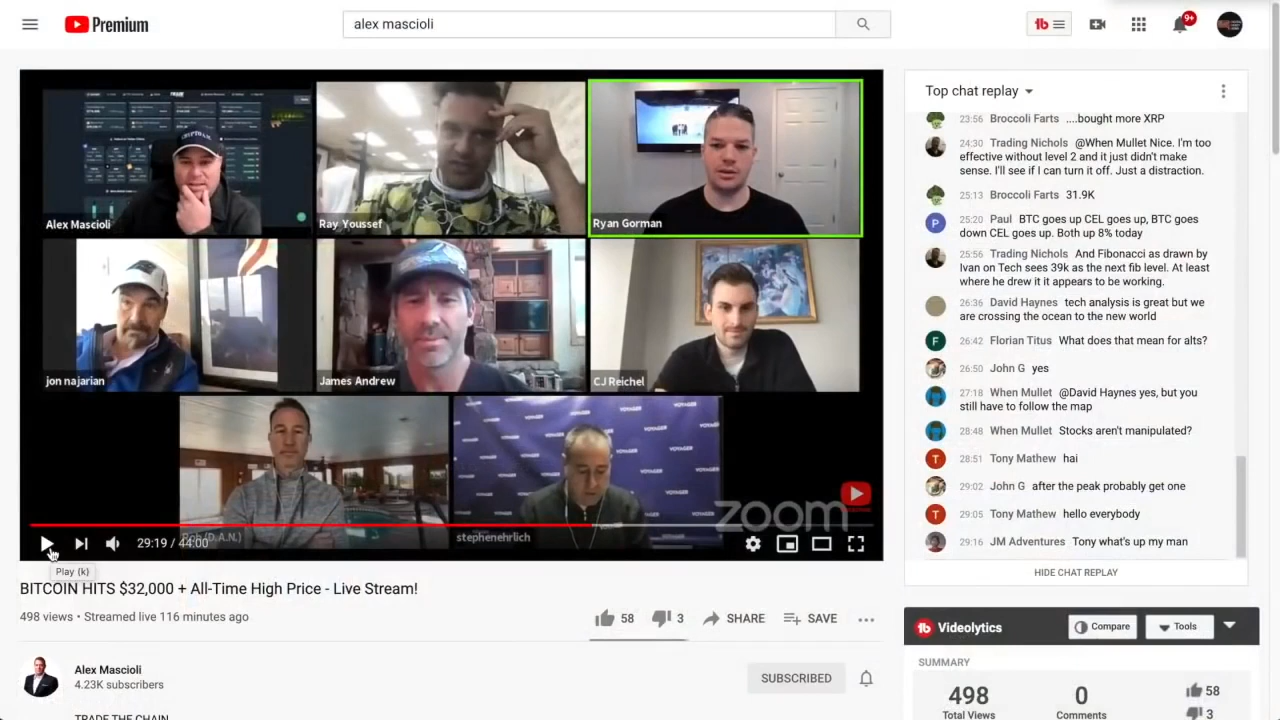 Premium
alex mascioli
9+
Alex Mascioli
Ray Youssef
Ryan Gorman
jon najarian
James Andrew
CJ Reichel
VOYAGER
stephenehrlich
zoom
29:19 / 44:00
Play (k)
BITCOIN HITS $32,000 + All-Time High Price - Live Stream!
498 views • Streamed live 116 minutes ago
58
3
SHARE
SAVE
Alex Mascioli
4.23K subscribers
SUBSCRIBED
TRADE THE CHAIN
Top chat replay
23:56 Broccoli Farts ....bought more XRP
24:30 Trading Nichols @When Mullet Nice. I'm too
effective without level 2 and it just didn't make
sense. I'll see if I can turn it off. Just a distraction.
25:13 Broccoli Farts 31.9K
P 25:20 Paul BTC goes up CEL goes up, BTC goes
down CEL goes up. Both up 8% today
25:56 Trading Nichols And Fibonacci as drawn by
Ivan on Tech sees 39k as the next fib level. At least
where he drew it it appears to be working.
26:36 David Haynes tech analysis is great but we
are crossing the ocean to the new world
F 26:42 Florian Titus What does that mean for alts?
26:50 John G yes
27:18 When Mullet @David Haynes yes, but you
still have to follow the map
28:48 When Mullet Stocks aren't manipulated?
T 28:51 Tony Mathew hai
29:02 John G after the peak probably get one
T 29:05 Tony Mathew hello everybody
29:16 JM Adventures Tony what's up my man
HIDE CHAT REPLAY
tb Videolytics
Compare
Tools
SUMMARY
498
Total Views
0
Comments
58
3